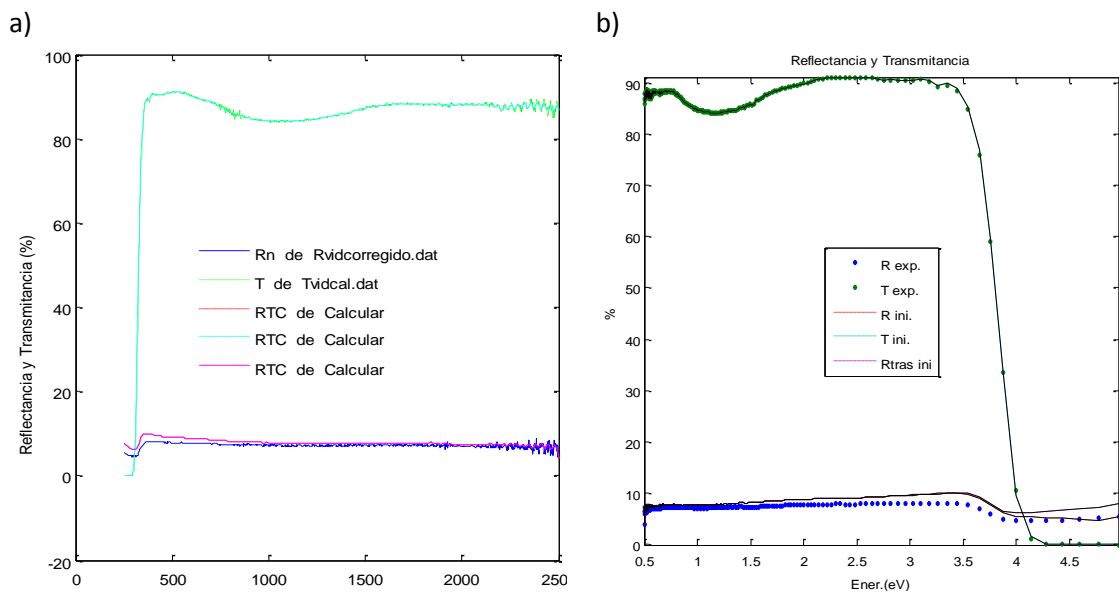 a)
100
80
60
40
20
0
-20
Reflectancia y Transmitancia (%)
Rn de Rvidcorregido.dat
T de Tvidcal.dat
RTC de Calcular
RTC de Calcular
RTC de Calcular
0 500 1000 1500 2000 2500
b)
Reflectancia y Transmitancia
90
80
70
60
50
40
30
20
10
0
%
R exp.
T exp.
R ini.
T ini.
Rtras ini
0.5 1 1.5 2 2.5 3 3.5 4 4.5
Ener.(eV)